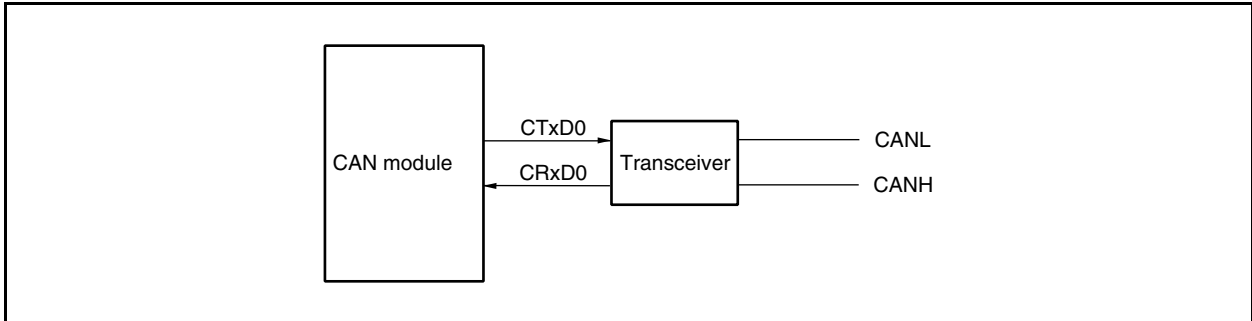 CAN module
CTxD0
CRxD0
Transceiver
CANL
CANH